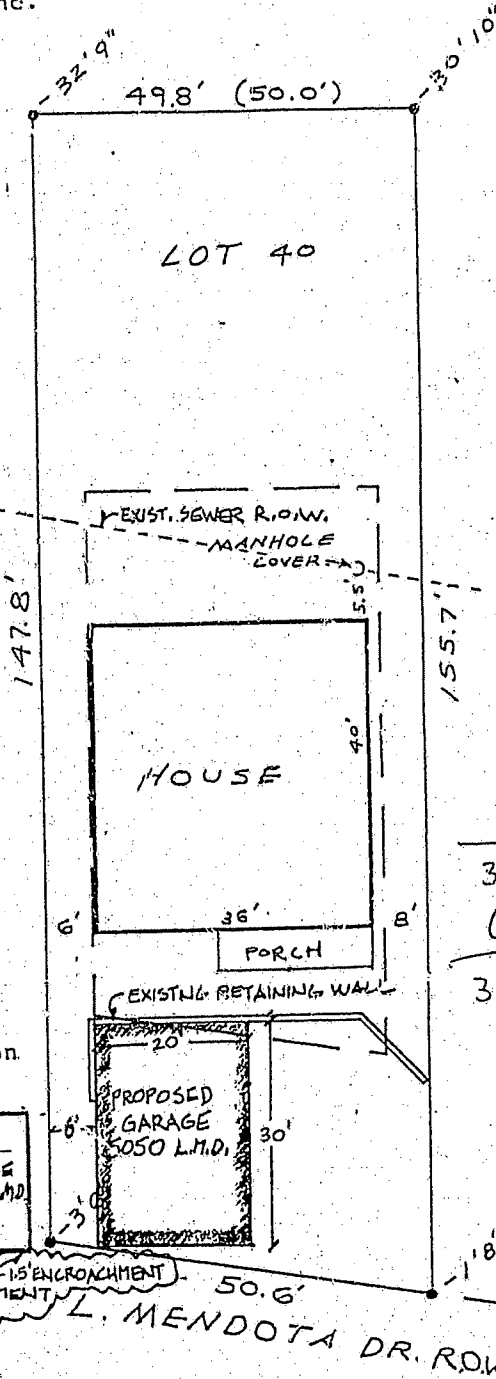 -32'9"
-30'10"
49.8' (50.0')
LOT 40
EXIST. SEWER R.O.W.
MANHOLE
COVER
5.5'
147.8'
155.7'
40'
HOUSE
6'
36'
8'
PORCH
EXISTNG RETAINING WALL
20'
PROPOSED
GARAGE
5050 L.M.D.
30'
6'
-3'
-1.5' ENCROACHMENT
MENT
50.6'
L. MENDOTA DR. R.O.W